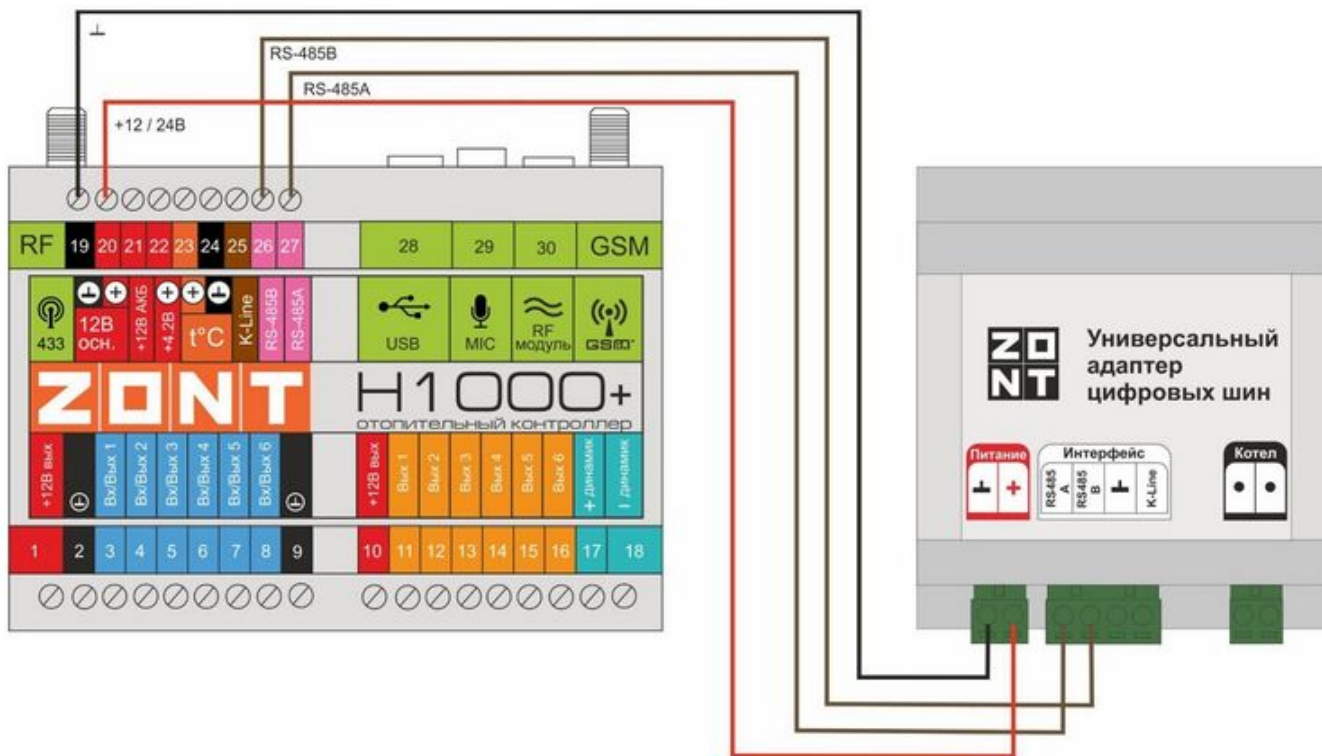 ⊥
RS-485B
RS-485A
+12 / 24В
RF 19 20 21 22 23 24 25 26 27 28 29 30 GSM
433
12В осн.
+12В АКБ
+4.2В
t°C
K-Line
RS-485B
RS-485A
USB
MIC
RF модуль
GSM
ZONT
H1000+
отопительный контроллер
+12В вых
Вх/Вых 1
Вх/Вых 2
Вх/Вых 3
Вх/Вых 4
Вх/Вых 5
Вх/Вых 6
+12В вых
Вых 1
Вых 2
Вых 3
Вых 4
Вых 5
Вых 6
+ динамик
– динамик
1 2 3 4 5 6 7 8 9 10 11 12 13 14 15 16 17 18
ZO
NT
Универсальный
адаптер
цифровых шин
Питание
⊥ +
Интерфейс
RS485 A
RS485 B
⊥
K-Line
Котел